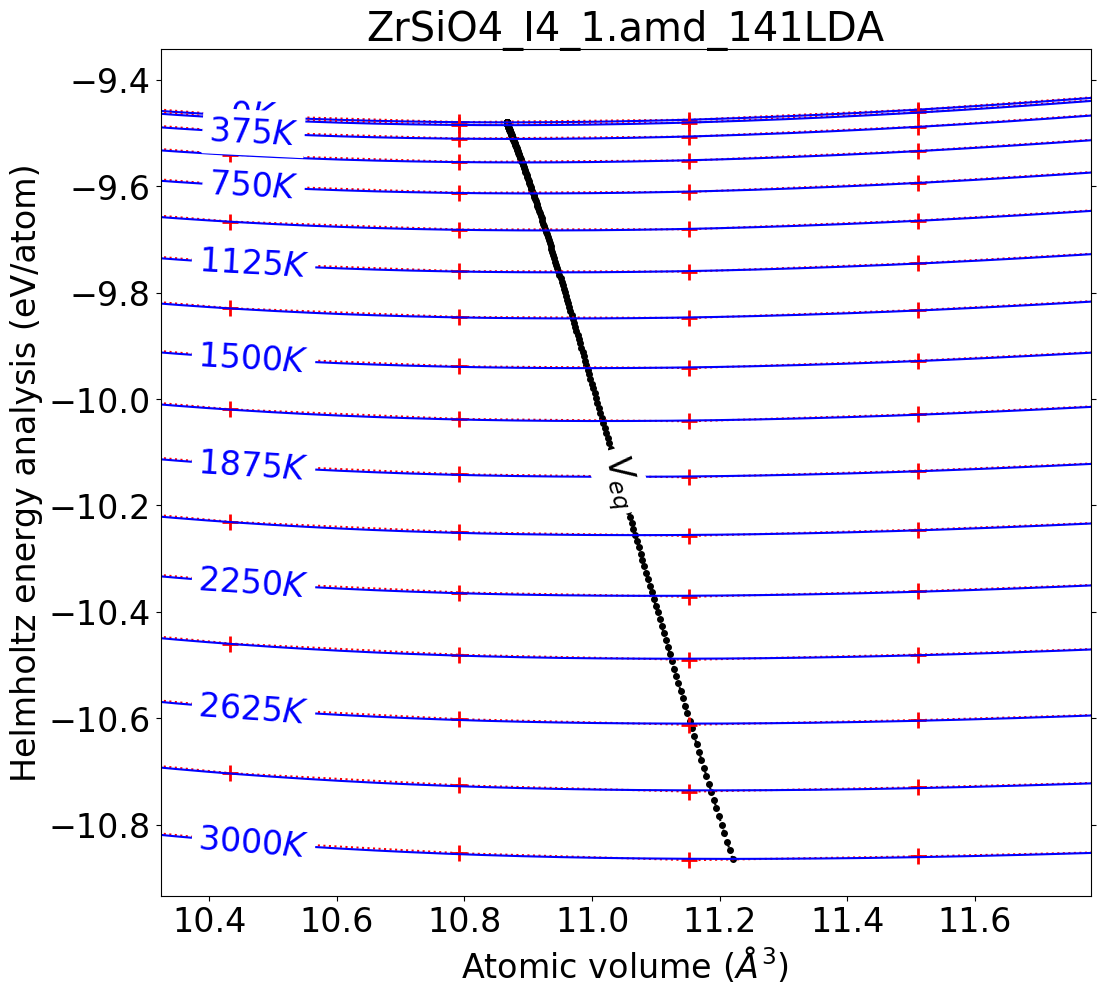 ZrSiO4_I4_1.amd_141LDA
Helmholtz energy analysis (eV/atom)
−9.4
−9.6
−9.8
−10.0
−10.2
−10.4
−10.6
−10.8
0K
375K
750K
1125K
1500K
1875K
2250K
2625K
3000K
V_eq
10.4 10.6 10.8 11.0 11.2 11.4 11.6
Atomic volume (Å³)